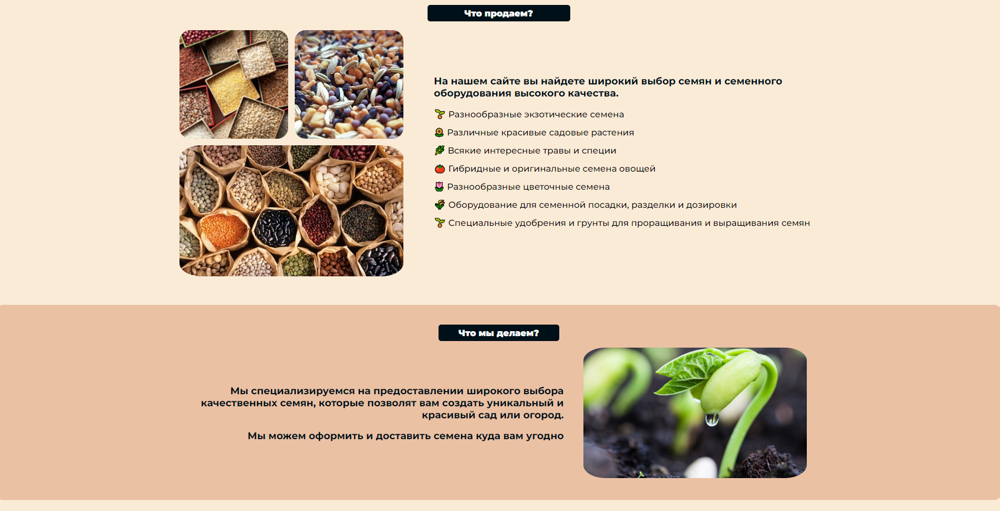 Что продаем?
На нашем сайте вы найдете широкий выбор семян и семенного
оборудования высокого качества.
Разнообразные экзотические семена
Различные красивые садовые растения
Всякие интересные травы и специи
Гибридные и оригинальные семена овощей
Разнообразные цветочные семена
Оборудование для семенной посадки, разделки и дозировки
Специальные удобрения и грунты для проращивания и выращивания семян
Что мы делаем?
Мы специализируемся на предоставлении широкого выбора
качественных семян, которые позволят вам создать уникальный и
красивый сад или огород.
Мы можем оформить и доставить семена куда вам угодно